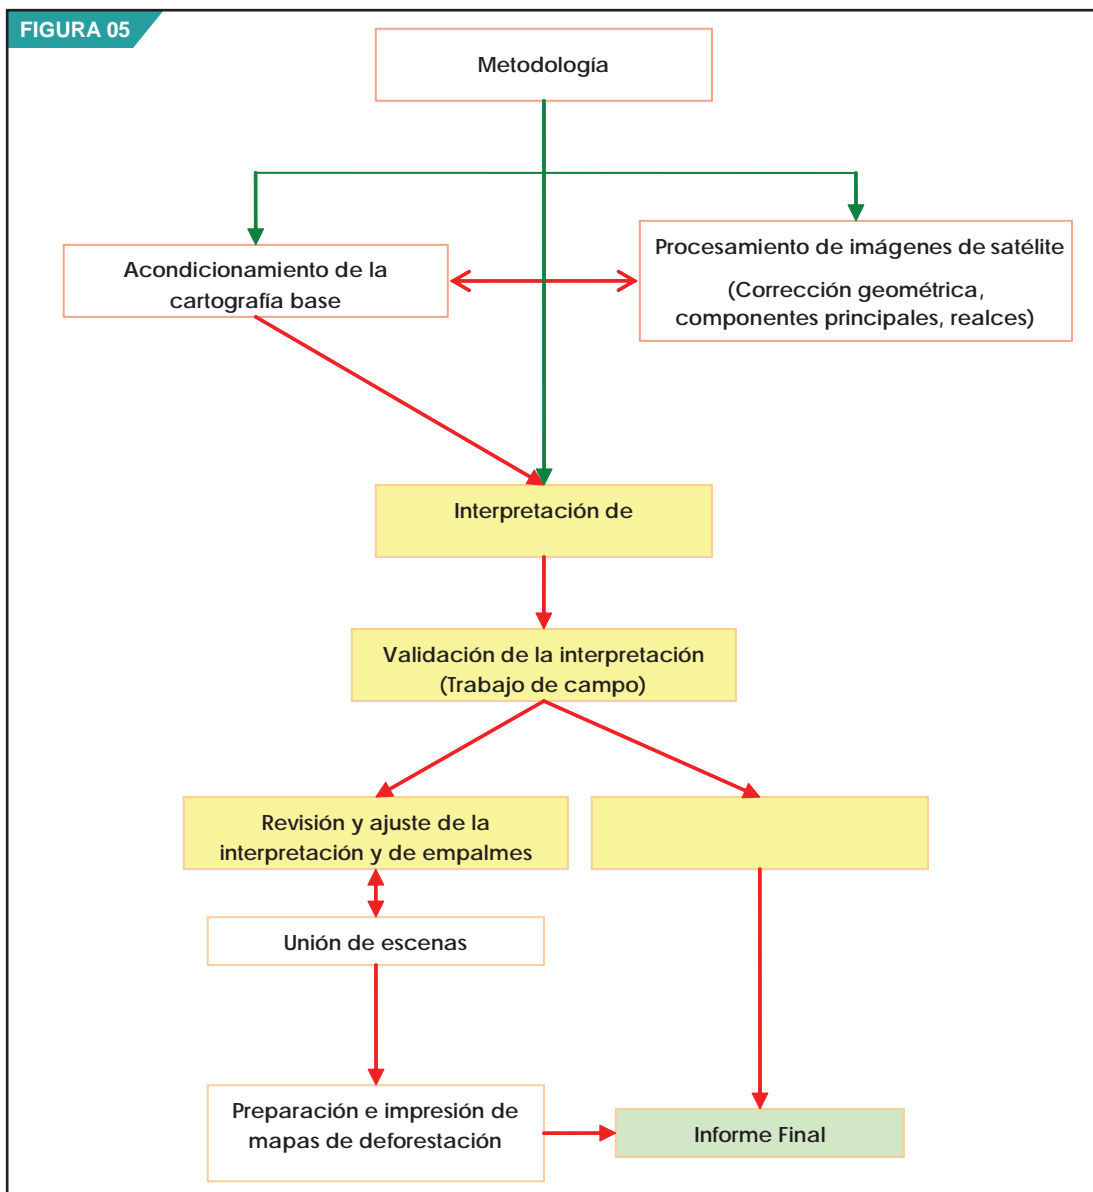 FIGURA 05
Metodología
Acondicionamiento de la
cartografía base
Procesamiento de imágenes de satélite
(Corrección geométrica,
componentes principales, realces)
Interpretación de
Validación de la interpretación
(Trabajo de campo)
Revisión y ajuste de la
interpretación y de empalmes
Unión de escenas
Preparación e impresión de
mapas de deforestación
Informe Final